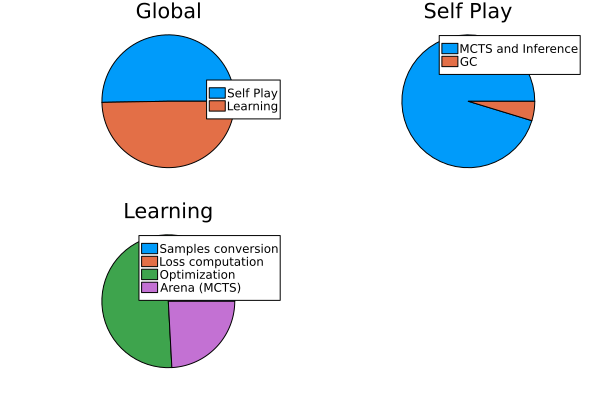 Global
Self Play
Learning
Self Play
MCTS and Inference
GC
Learning
Samples conversion
Loss computation
Optimization
Arena (MCTS)